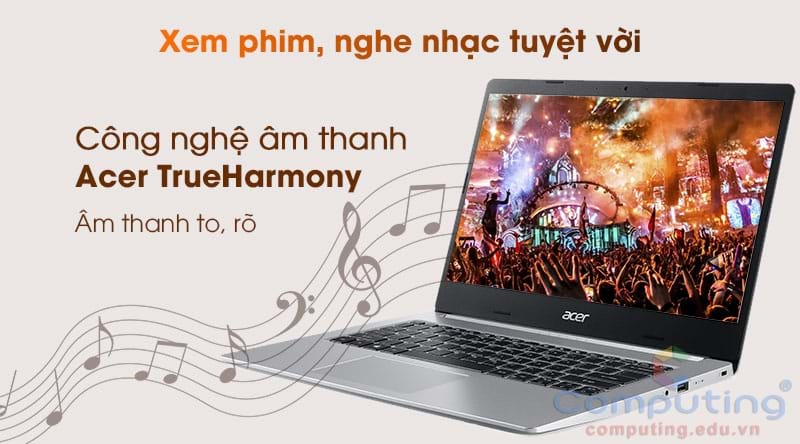 Xem phim, nghe nhạc tuyệt vời
Công nghệ âm thanh
Acer TrueHarmony
Âm thanh to, rõ
acer
Computing®
computing.edu.vn